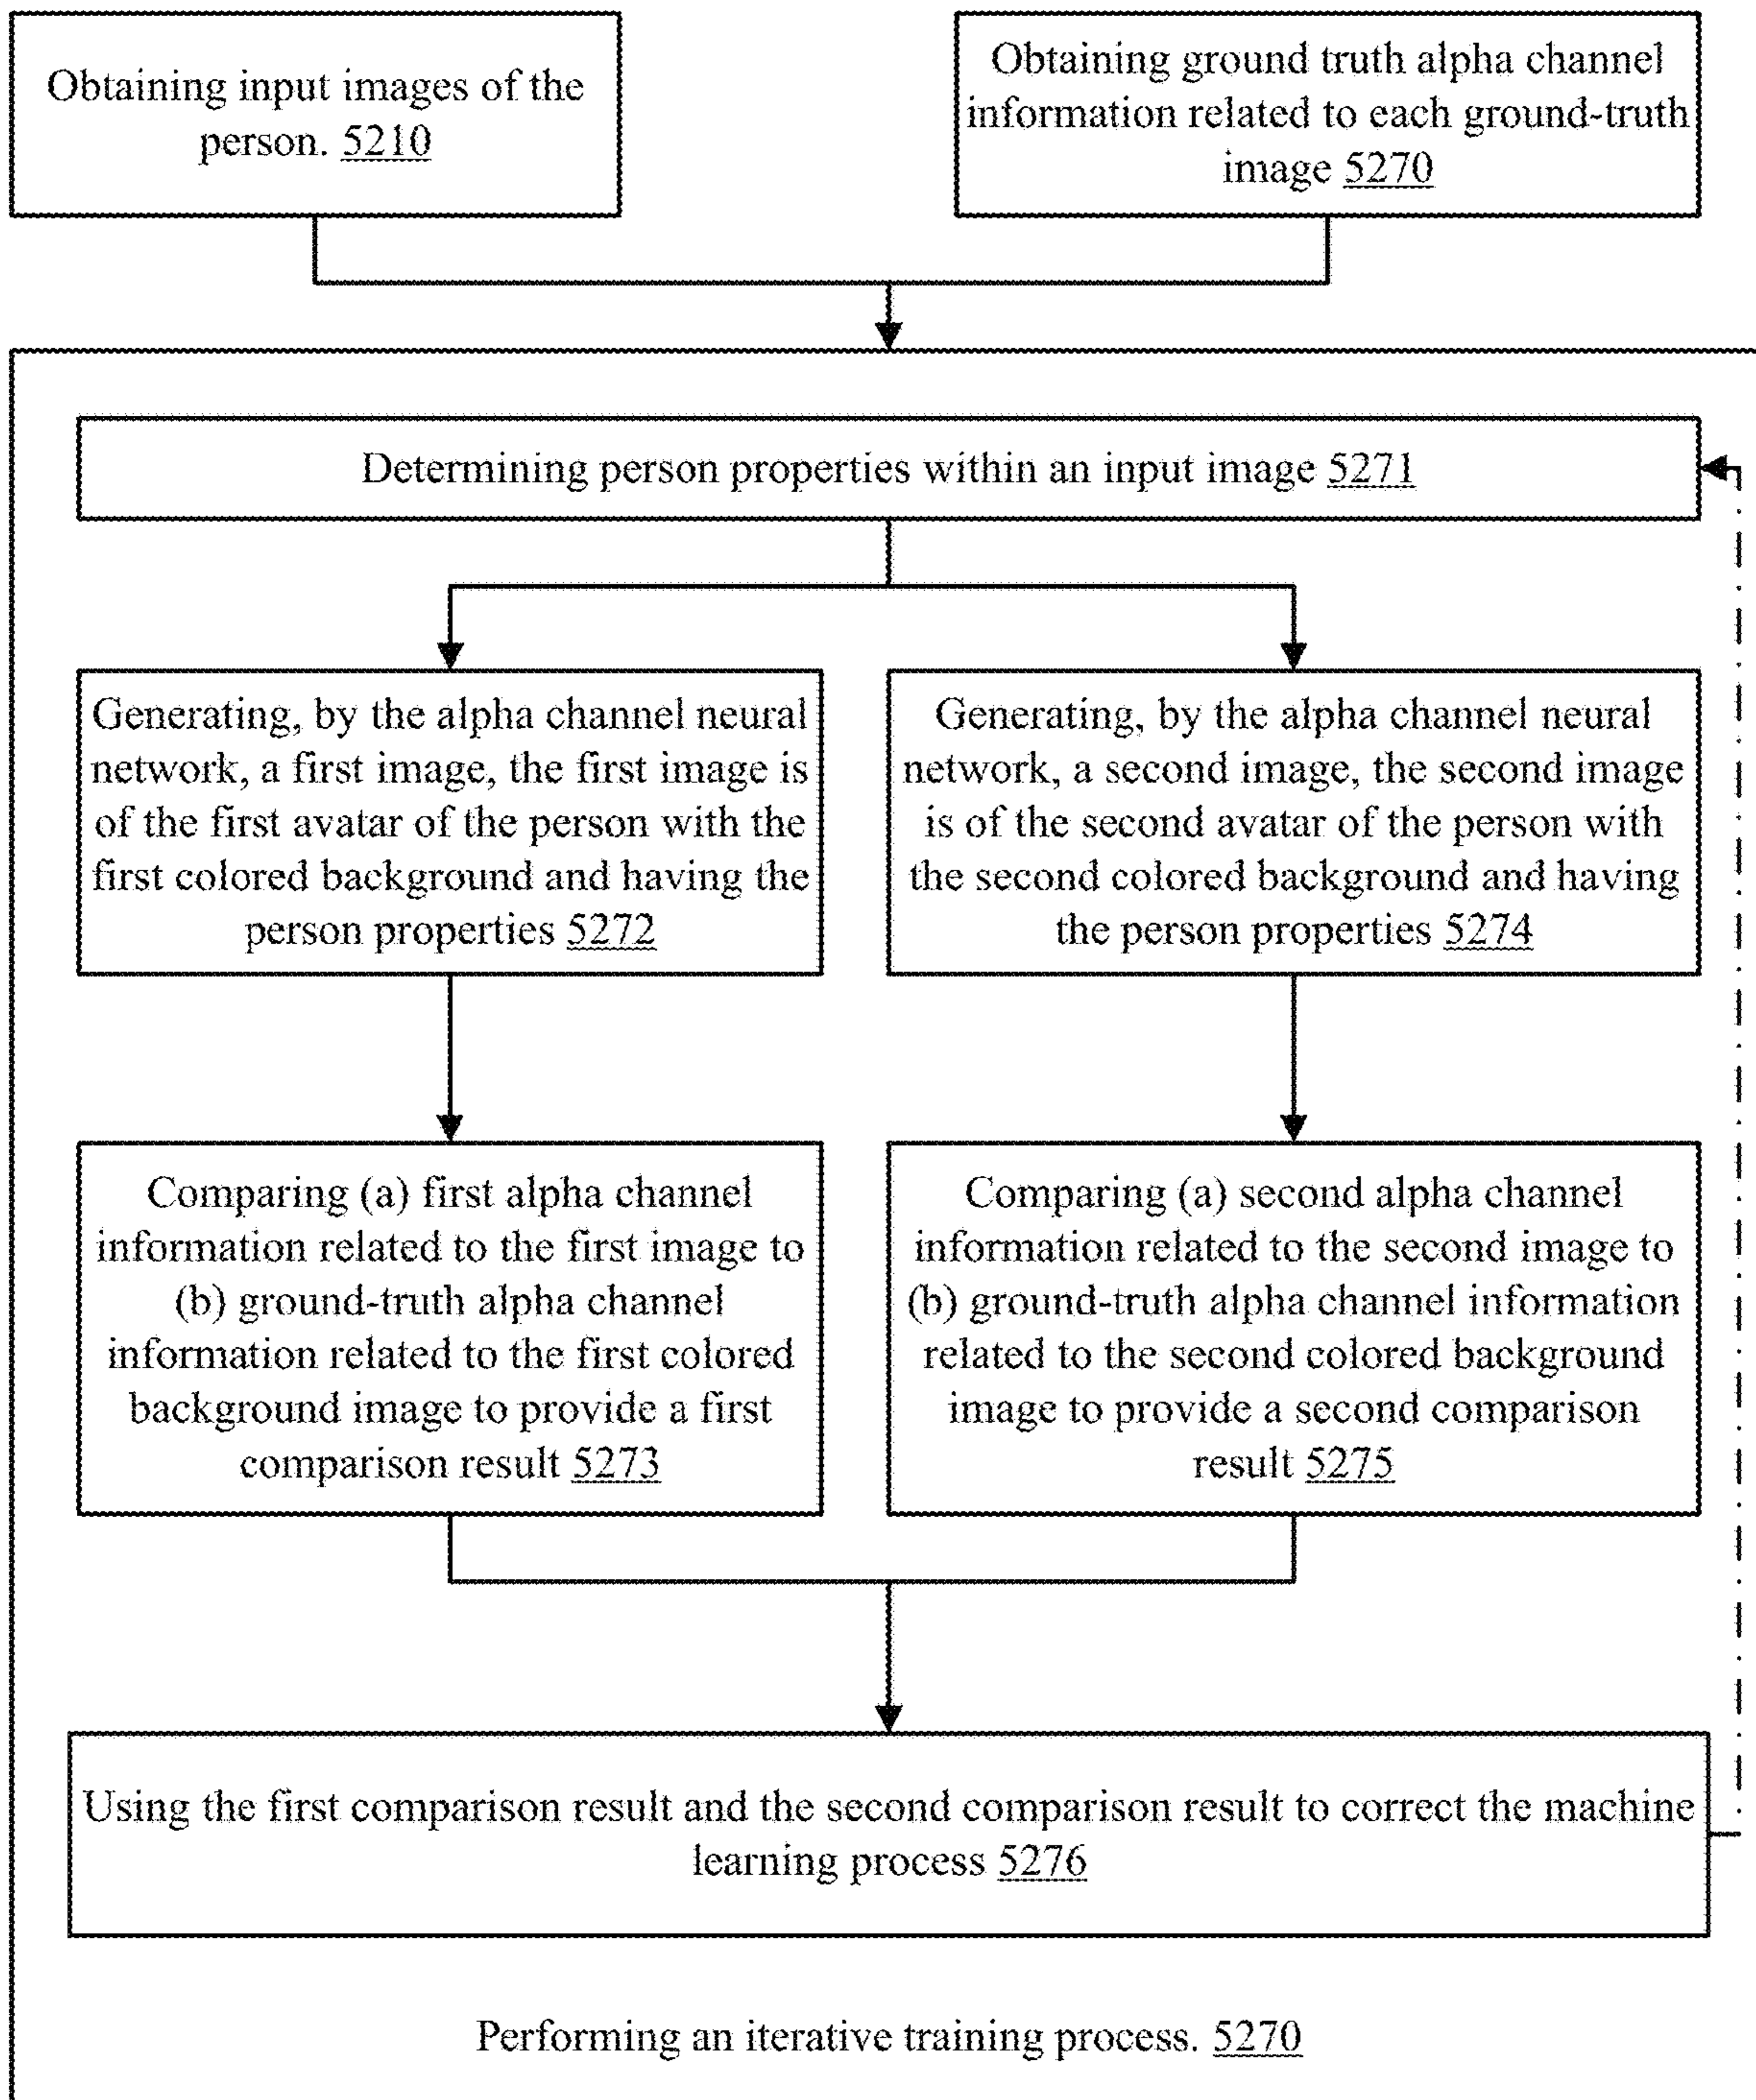 Obtaining input images of the
person. 5210
Obtaining ground truth alpha channel
information related to each ground-truth
image 5270
Determining person properties within an input image 5271
Generating, by the alpha channel neural
network, a first image, the first image is
of the first avatar of the person with the
first colored background and having the
person properties 5272
Generating, by the alpha channel neural
network, a second image, the second image
is of the second avatar of the person with
the second colored background and having
the person properties 5274
Comparing (a) first alpha channel
information related to the first image to
(b) ground-truth alpha channel
information related to the first colored
background image to provide a first
comparison result 5273
Comparing (a) second alpha channel
information related to the second image to
(b) ground-truth alpha channel information
related to the second colored background
image to provide a second comparison
result 5275
Using the first comparison result and the second comparison result to correct the machine
learning process 5276
Performing an iterative training process. 5270